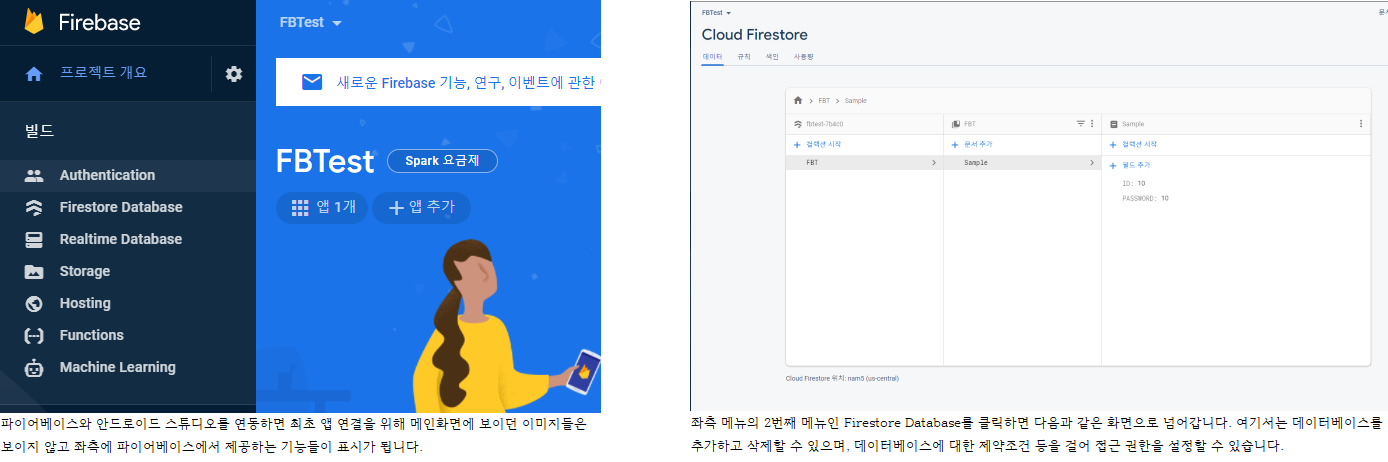 Firebase
프로젝트 개요
빌드
Authentication
Firestore Database
Realtime Database
Storage
Hosting
Functions
Machine Learning
FBTest
새로운 Firebase 기능, 연구, 이벤트에 관한
FBTest
Spark 요금제
앱 1개
앱 추가
파이어베이스와 안드로이드 스튜디오를 연동하면 최초 앱 연결을 위해 메인화면에 보이던 이미지들은
보이지 않고 좌측에 파이어베이스에서 제공하는 기능들이 표시가 됩니다.
FBTest
문
Cloud Firestore
데이터 규칙 색인 사용량
FBT > Sample
fbtest-7b4c0
FBT
Sample
컬렉션 시작
문서 추가
컬렉션 시작
FBT
Sample
필드 추가
ID: 10
PASSWORD: 10
Cloud Firestore 위치: nam5 (us-central)
좌측 메뉴의 2번째 메뉴인 Firestore Database를 클릭하면 다음과 같은 화면으로 넘어갑니다. 여기서는 데이터베이스를
추가하고 삭제할 수 있으며, 데이터베이스에 대한 제약조건 등을 걸어 접근 권한을 설정할 수 있습니다.